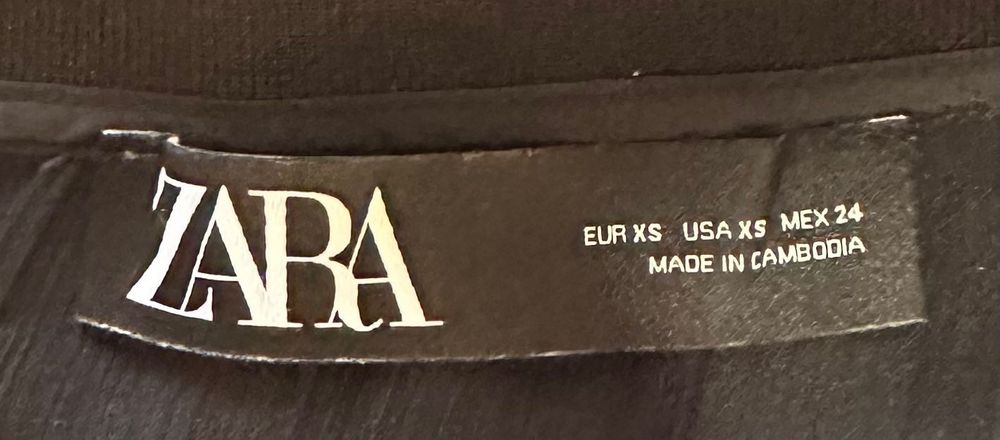 ZARA
EUR XS USA XS MEX 24
MADE IN CAMBODIA